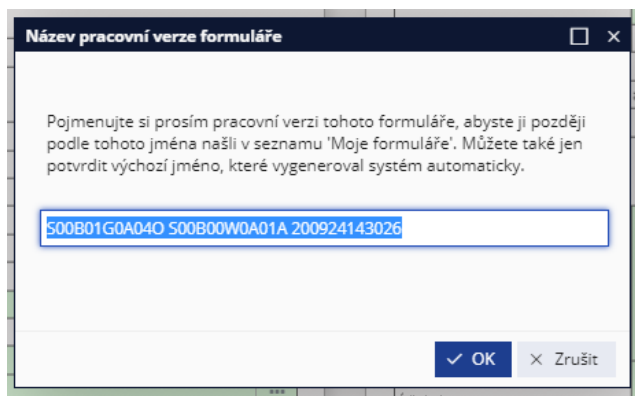 Název pracovní verze formuláře
Pojmenujte si prosím pracovní verzi tohoto formuláře, abyste ji později
podle tohoto jména našli v seznamu 'Moje formuláře'. Můžete také jen
potvrdit výchozí jméno, které vygeneroval systém automaticky.
S00B01G0A04O S00B00W0A01A 200924143026
OK
Zrušit